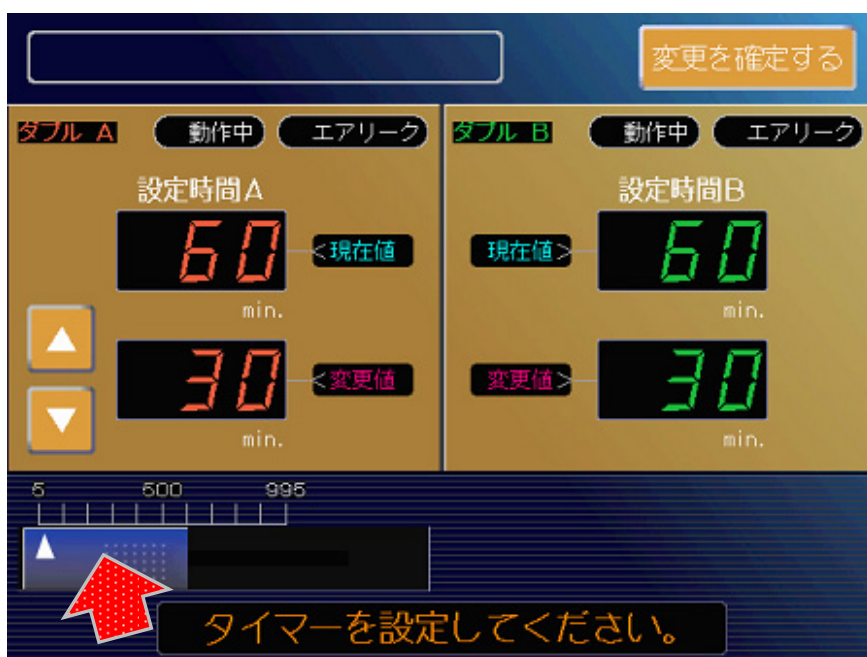 変更を確定する
ダブル A 動作中 エアリーク ダブル B 動作中 エアリーク
設定時間A 設定時間B
60 <現在値 現在値> 60
min. min.
▲
30 <変更値 変更値> 30
▼
min. min.
5 500 995
▲
タイマーを設定してください。